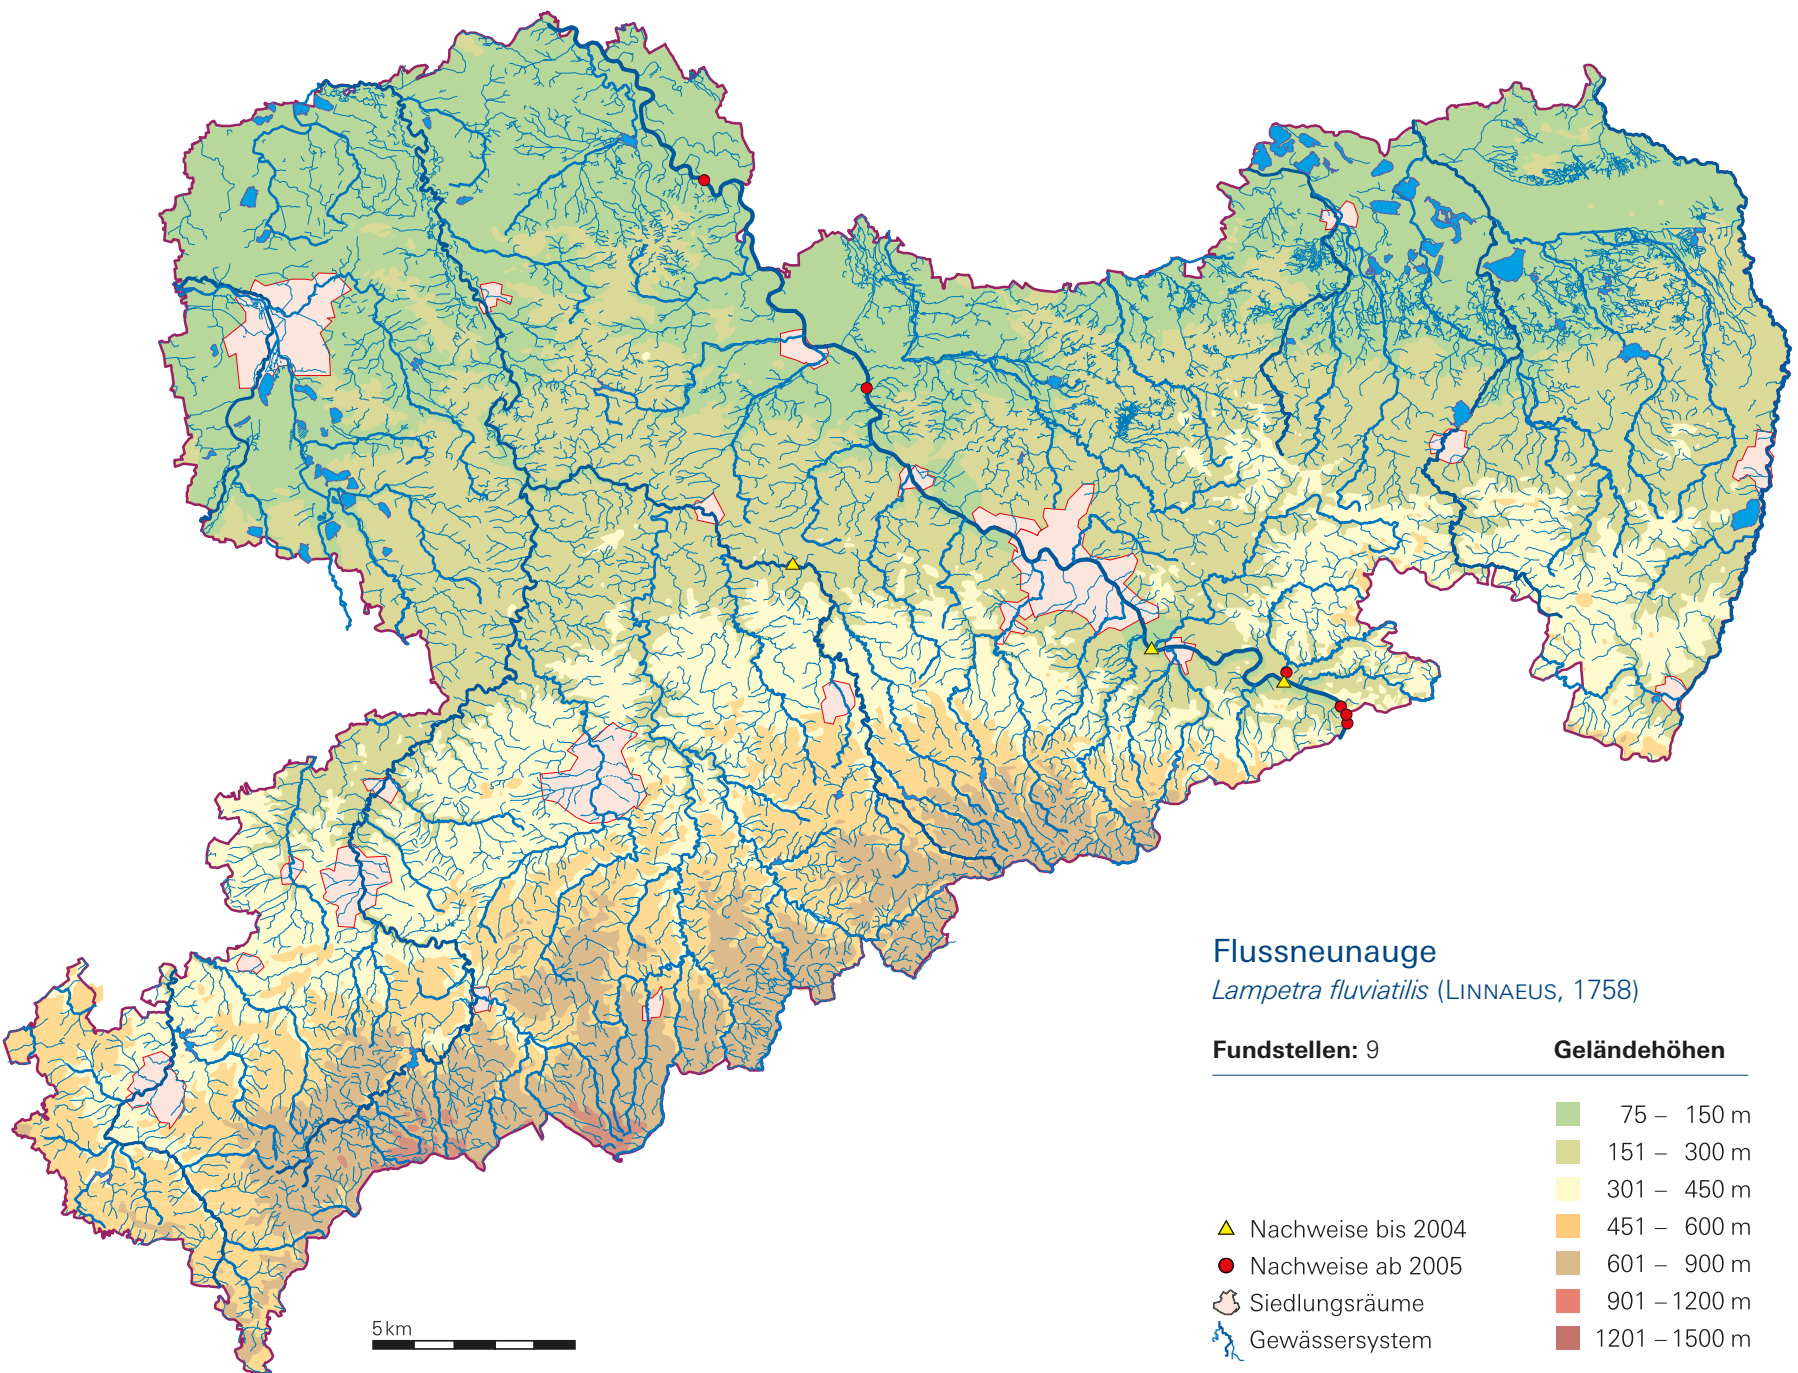 Flussneunauge
Lampetra fluviatilis (LINNAEUS, 1758)
Fundstellen: 9
Geländehöhen
75 – 150 m
151 – 300 m
301 – 450 m
451 – 600 m
601 – 900 m
901 – 1200 m
1201 – 1500 m
Nachweise bis 2004
Nachweise ab 2005
Siedlungsräume
Gewässersystem
5 km